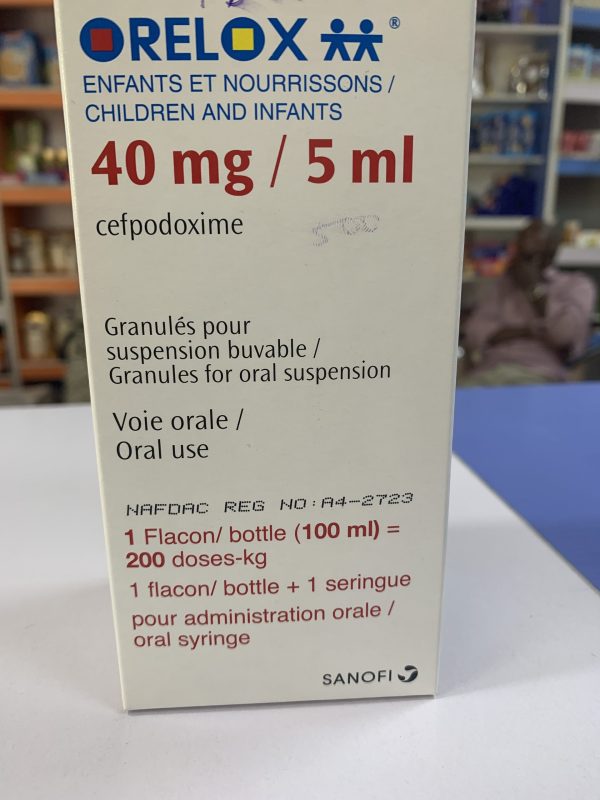 ORELOX ®
ENFANTS ET NOURRISSONS /
CHILDREN AND INFANTS
40 mg / 5 ml
cefpodoxime
Granulés pour
suspension buvable /
Granules for oral suspension
Voie orale /
Oral use
NAFDAC REG NO:A4-2723
1 Flacon/ bottle (100 ml) =
200 doses-kg
1 flacon/ bottle + 1 seringue
pour administration orale /
oral syringe
SANOFI